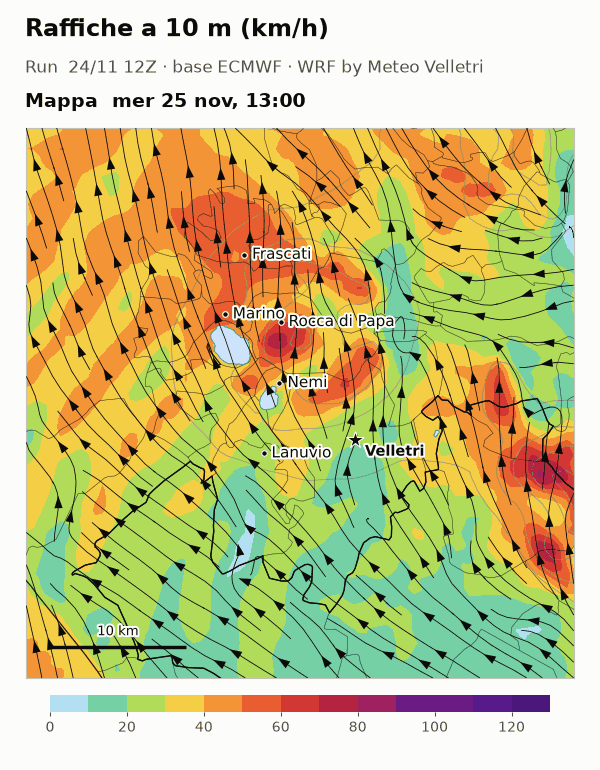 Raffiche a 10 m (km/h)
Run  24/11 12Z · base ECMWF · WRF by Meteo Velletri
Mappa  mer 25 nov, 13:00
Frascati
Marino
Rocca di Papa
Nemi
Velletri
Lanuvio
10 km
0 20 40 60 80 100 120